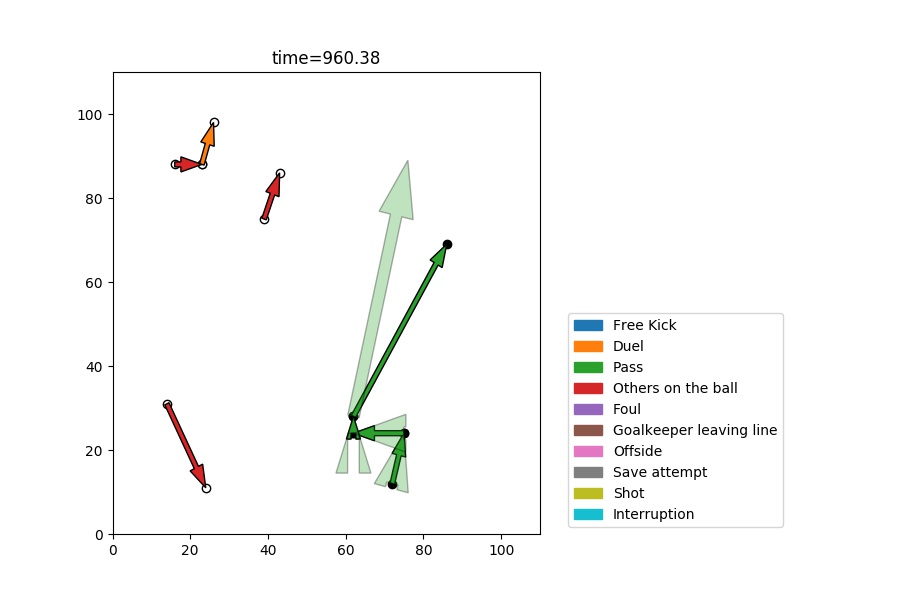 time=960.38
100
80
60
40
20
0
0 20 40 60 80 100
Free Kick
Duel
Pass
Others on the ball
Foul
Goalkeeper leaving line
Offside
Save attempt
Shot
Interruption